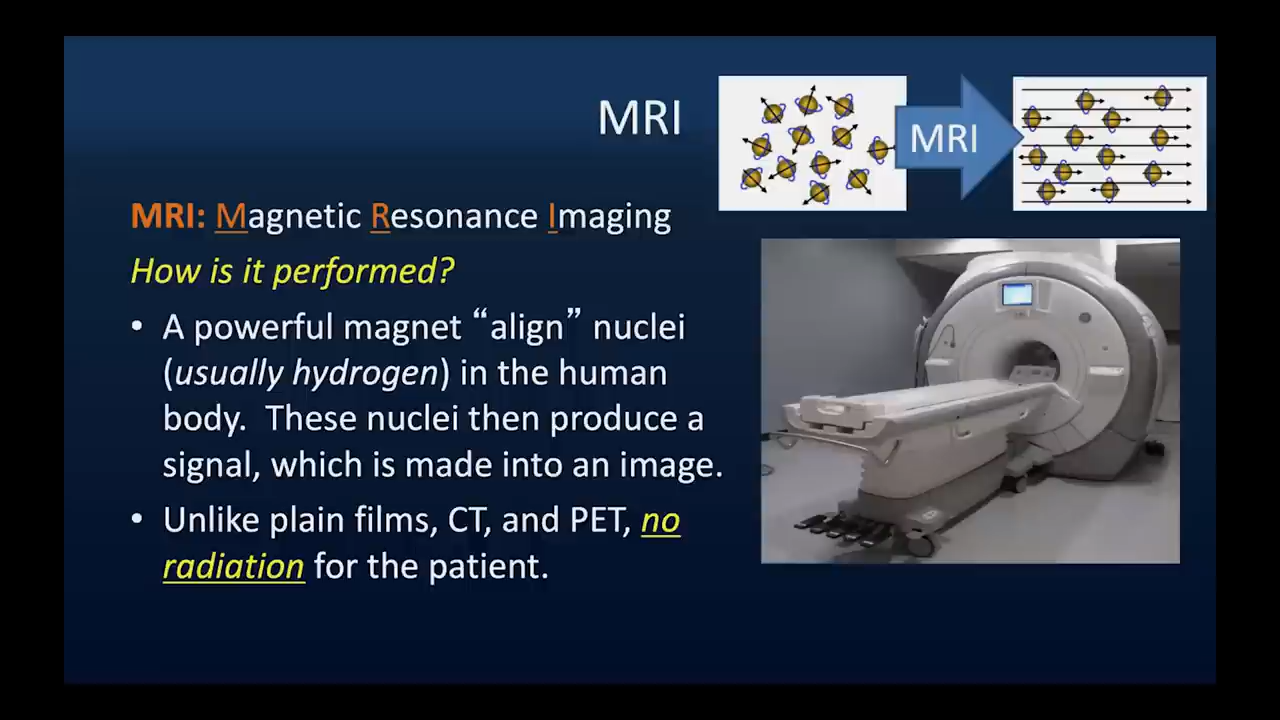 MRI
MRI
MRI: Magnetic Resonance Imaging
How is it performed?
• A powerful magnet “align” nuclei
(usually hydrogen) in the human
body. These nuclei then produce a
signal, which is made into an image.
• Unlike plain films, CT, and PET, no
radiation for the patient.